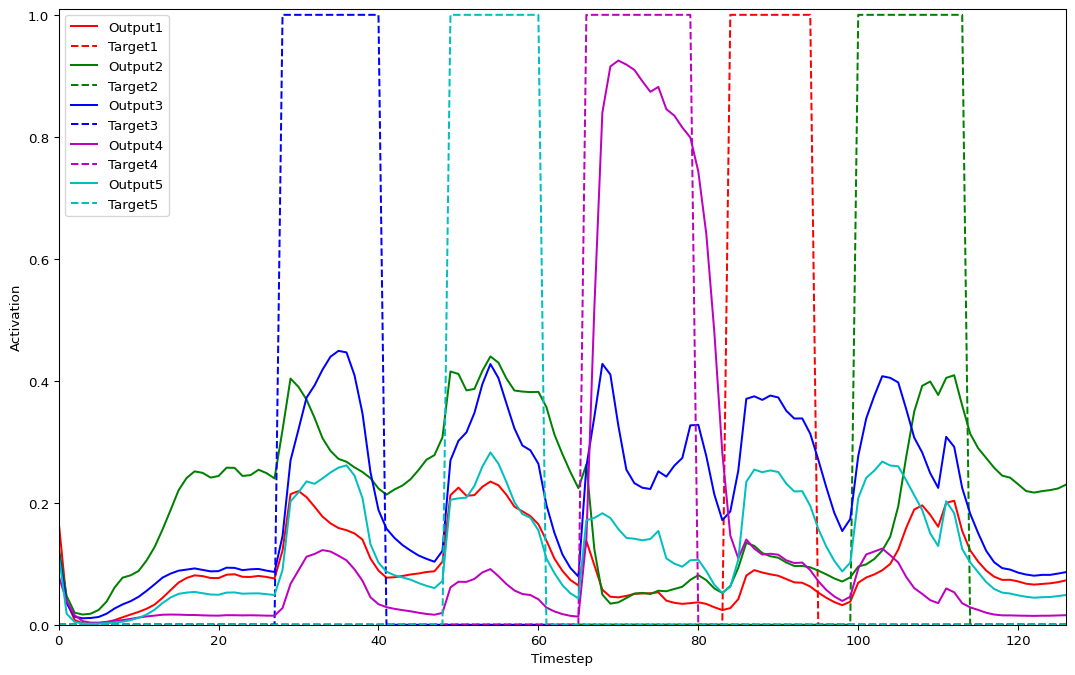 Output1
Target1
Output2
Target2
Output3
Target3
Output4
Target4
Output5
Target5
1.0
0.8
0.6
0.4
0.2
0.0
Activation
0 20 40 60 80 100 120
Timestep